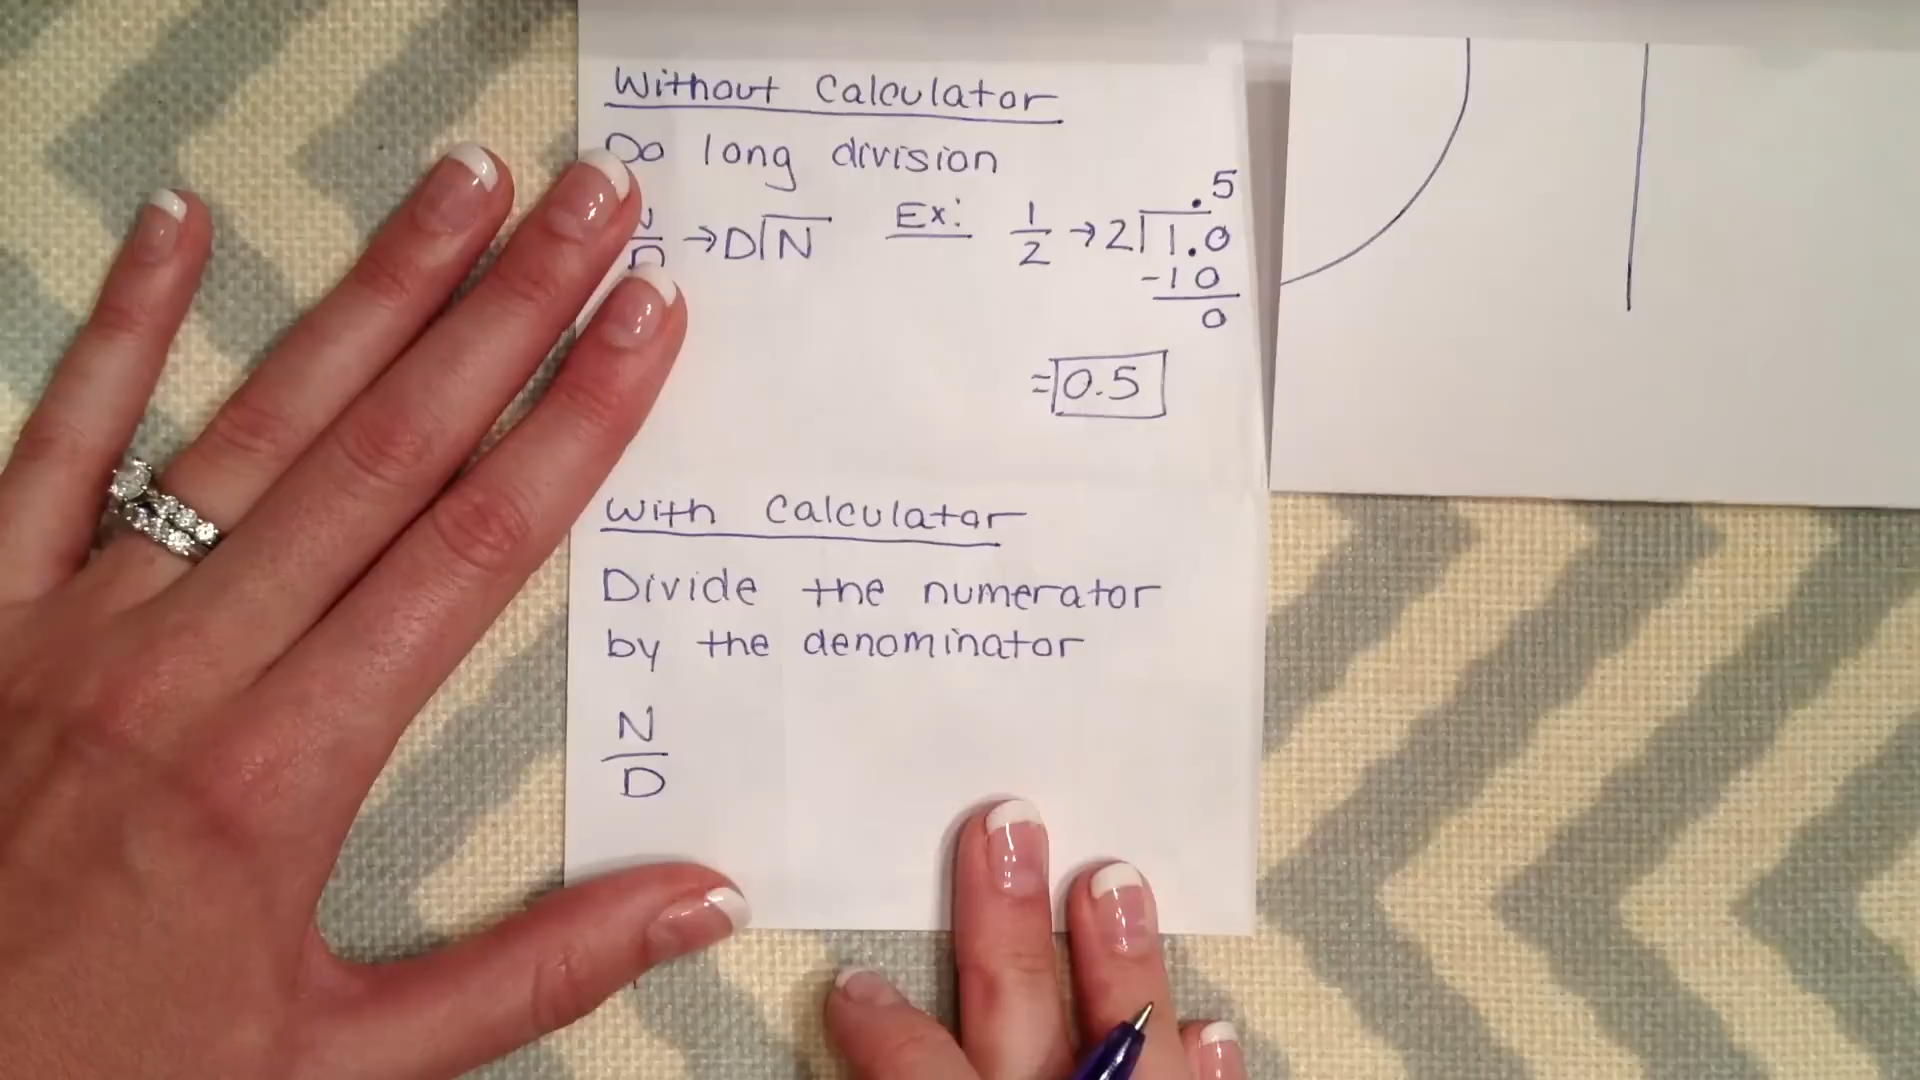 Without Calculator
Do long division
N/D → D⟌N Ex: 1/2 → 2⟌1.0
.5
-10
0
= 0.5
With Calculator
Divide the numerator
by the denominator
N
D